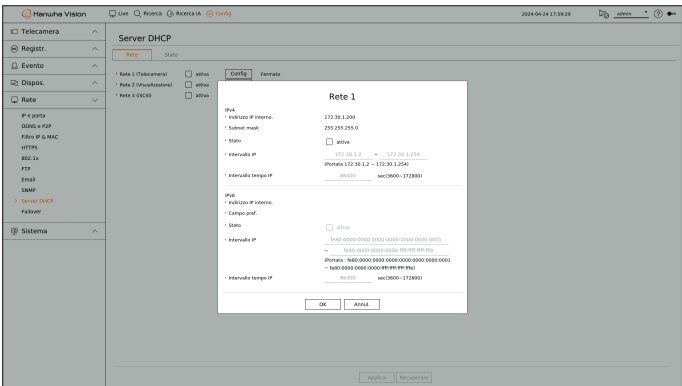 Hanwha Vision
Live Ricerca Ricerca IA Config
2024-04-24 17:59:29
admin
Telecamera
Registr.
Evento
Dispos.
Rete
IP e porta
DDNS e P2P
Filtro IP & MAC
HTTPS
802.1x
FTP
Email
SNMP
> Server DHCP
Failover
Sistema
Server DHCP
Rete Stato
Rete 1 (Telecamera) attiva Config Fermato
Rete 2 (Visualizzatore) attiva
Rete 3 (iSCSI) attiva
Rete 1
IPv4
Indirizzo IP interno. 172.30.1.200
Subnet mask 255.255.255.0
Stato attiva
Intervallo IP 172.30.1.2 ~ 172.30.1.254
(Portata 172.30.1.2 ~ 172.30.1.254)
Intervallo tempo IP 86400 sec(3600~172800)
IPv6
Indirizzo IP interno.
Campo pref.
Stato attiva
Intervallo IP fe80:0000:0000:0000:0000:0000:0000:0001
~ fe80:0000:0000:0000:ffff:ffff:ffff:fffe
(Portata : fe80:0000:0000:0000:0000:0000:0000:0001
~ fe80:0000:0000:0000:ffff:ffff:ffff:fffe)
Intervallo tempo IP 86400 sec(3600~172800)
OK Annul.
Applica Recuperare